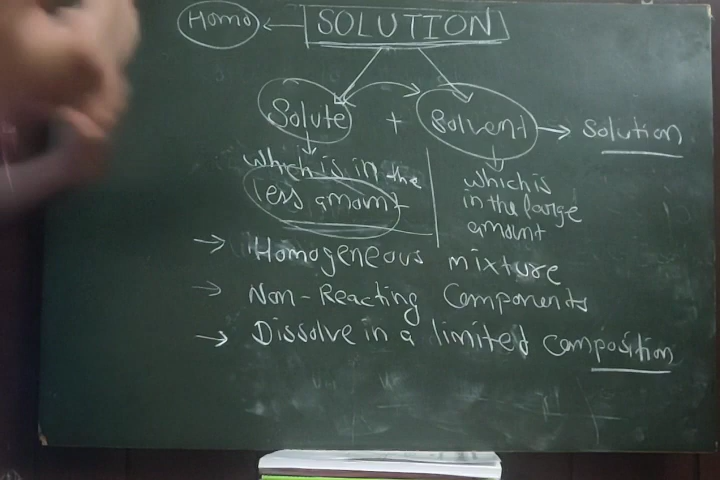 Homo ← SOLUTION
Solute + Solvent → Solution
which is in the
less amount
which is
in the large
amount
→ Homogeneous mixture
→ Non-Reacting Components
→ Dissolve in a limited composition